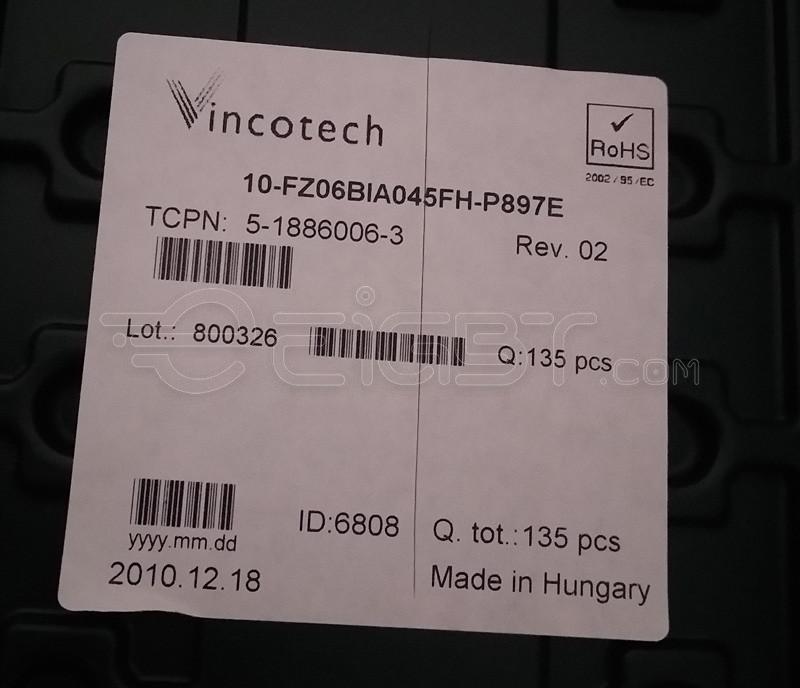 Vincotech
RoHS
2002/95/EC
10-FZ06BIA045FH-P897E
TCPN: 5-1886006-3
Rev. 02
Lot.: 800326
Q:135 pcs
eziGBT.com
ID:6808
Q. tot.:135 pcs
yyyy.mm.dd
2010.12.18
Made in Hungary